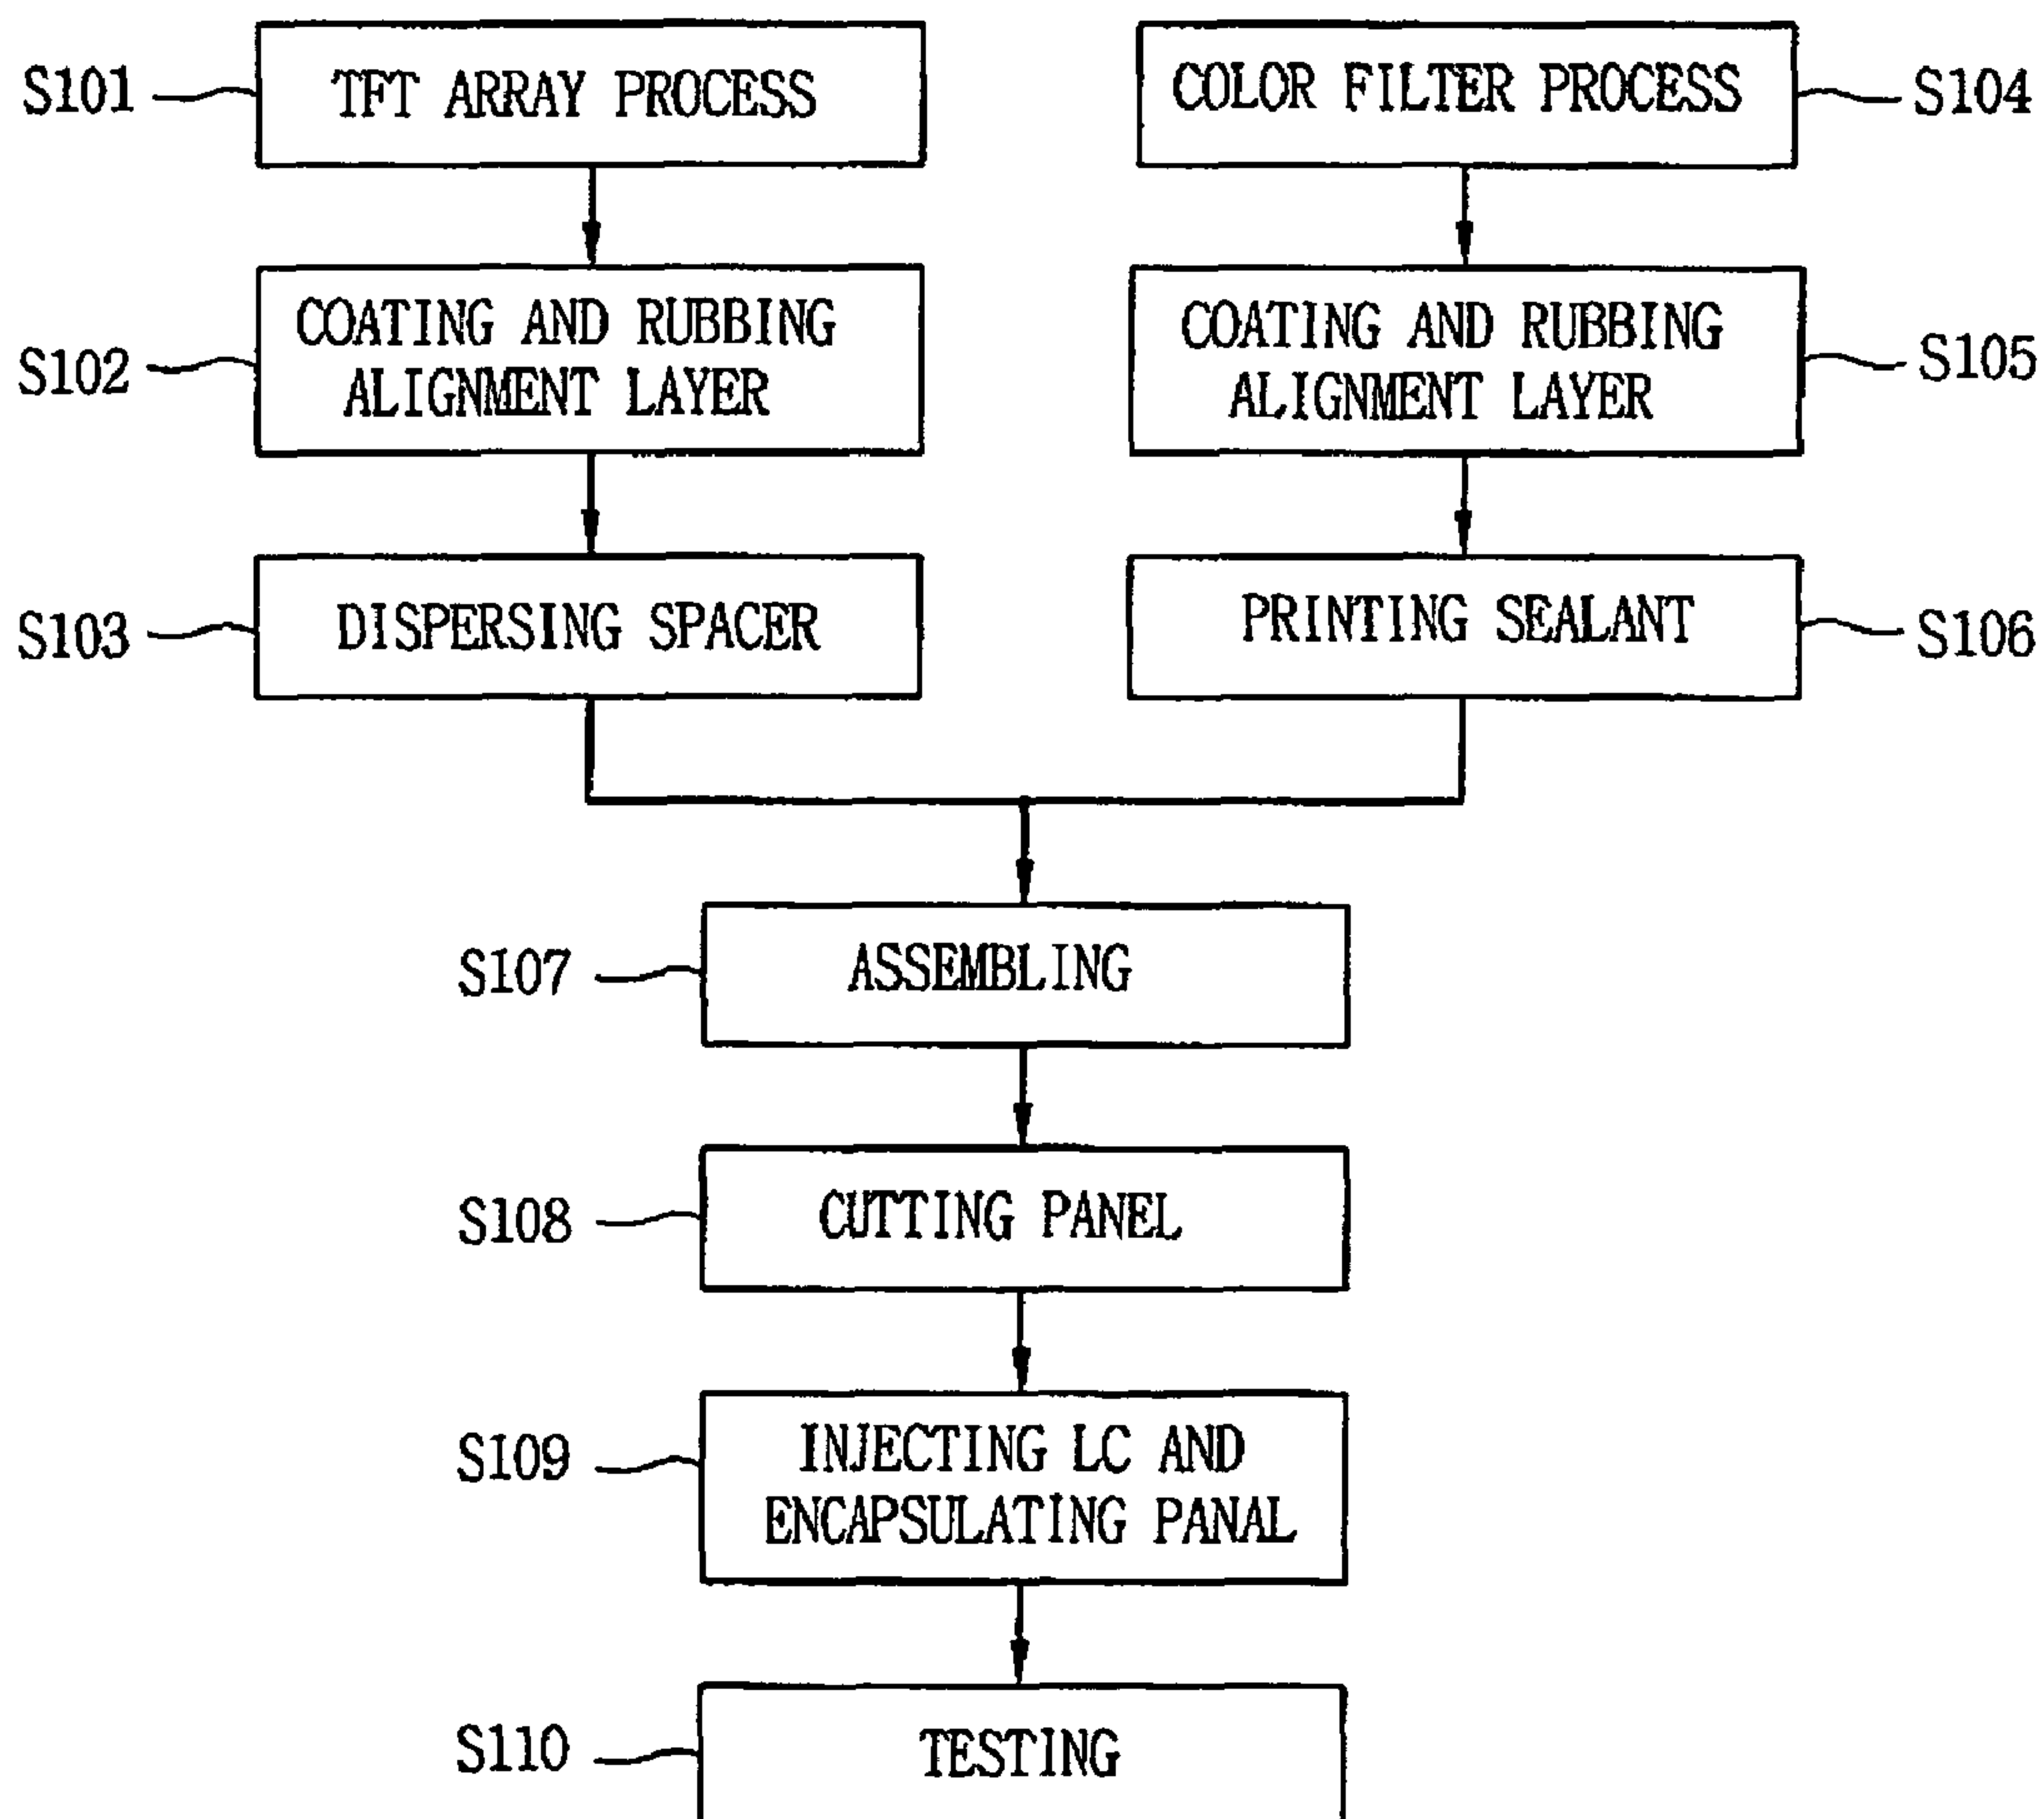 S101
TFT ARRAY PROCESS
COLOR FILTER PROCESS
S104
S102
COATING AND RUBBING
ALIGNMENT LAYER
COATING AND RUBBING
ALIGNMENT LAYER
S105
S103
DISPERSING SPACER
PRINTING SEALANT
S106
S107
ASSEMBLING
S108
CUTTING PANEL
S109
INJECTING LC AND
ENCAPSULATING PANAL
S110
TESTING